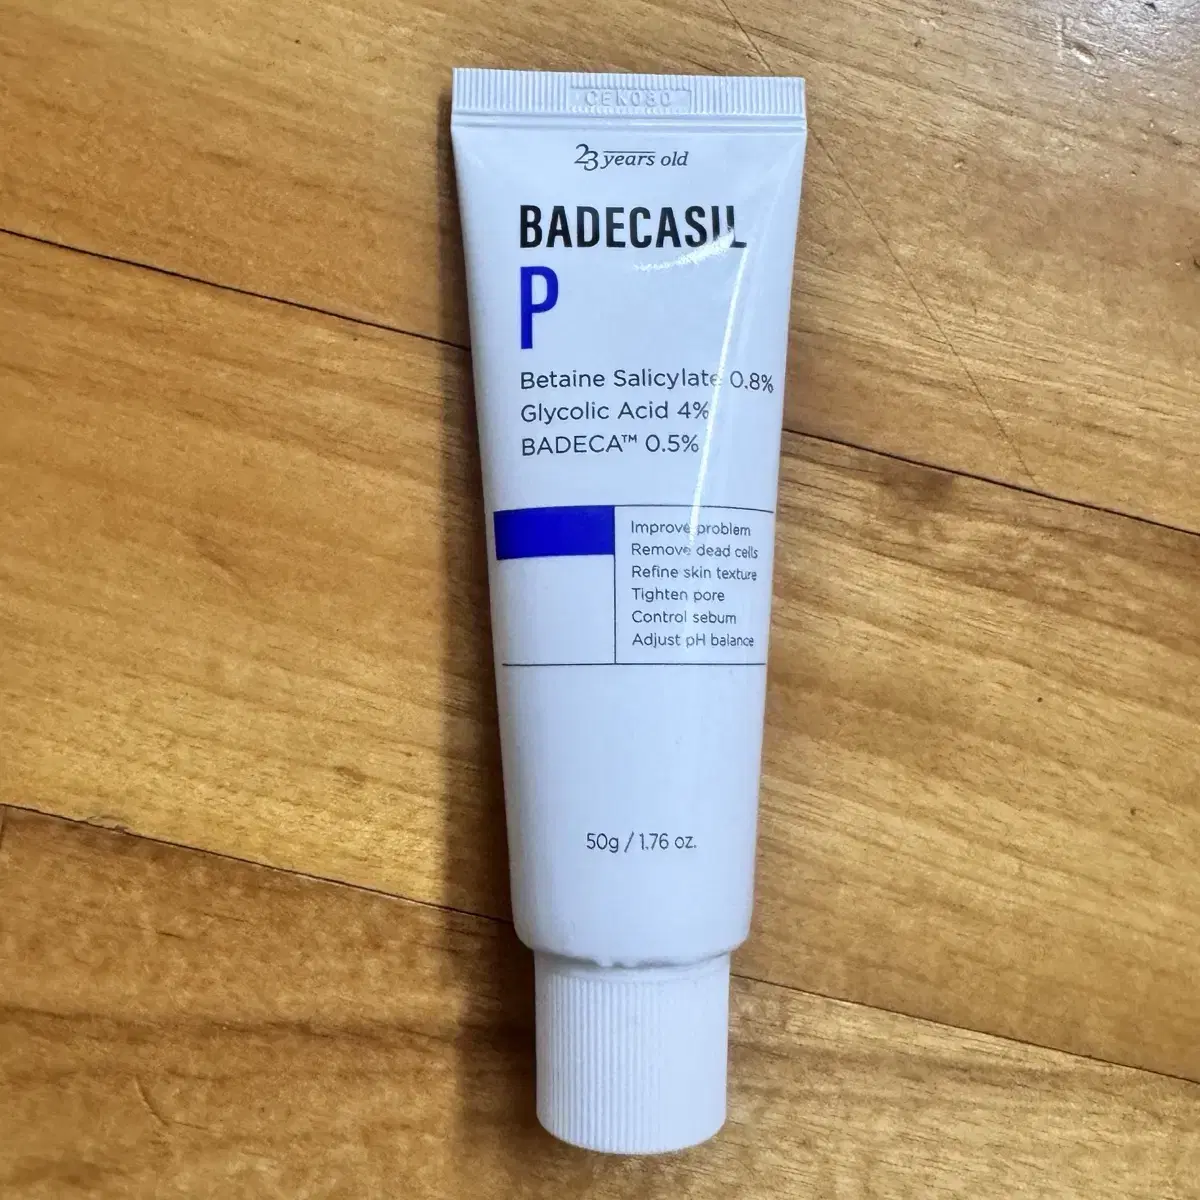 CEK080
23 years old
BADECASIL
P
Betaine Salicylate 0.8%
Glycolic Acid 4%
BADECA™ 0.5%
Improve problem
Remove dead cells
Refine skin texture
Tighten pore
Control sebum
Adjust pH balance
50g / 1.76 oz.